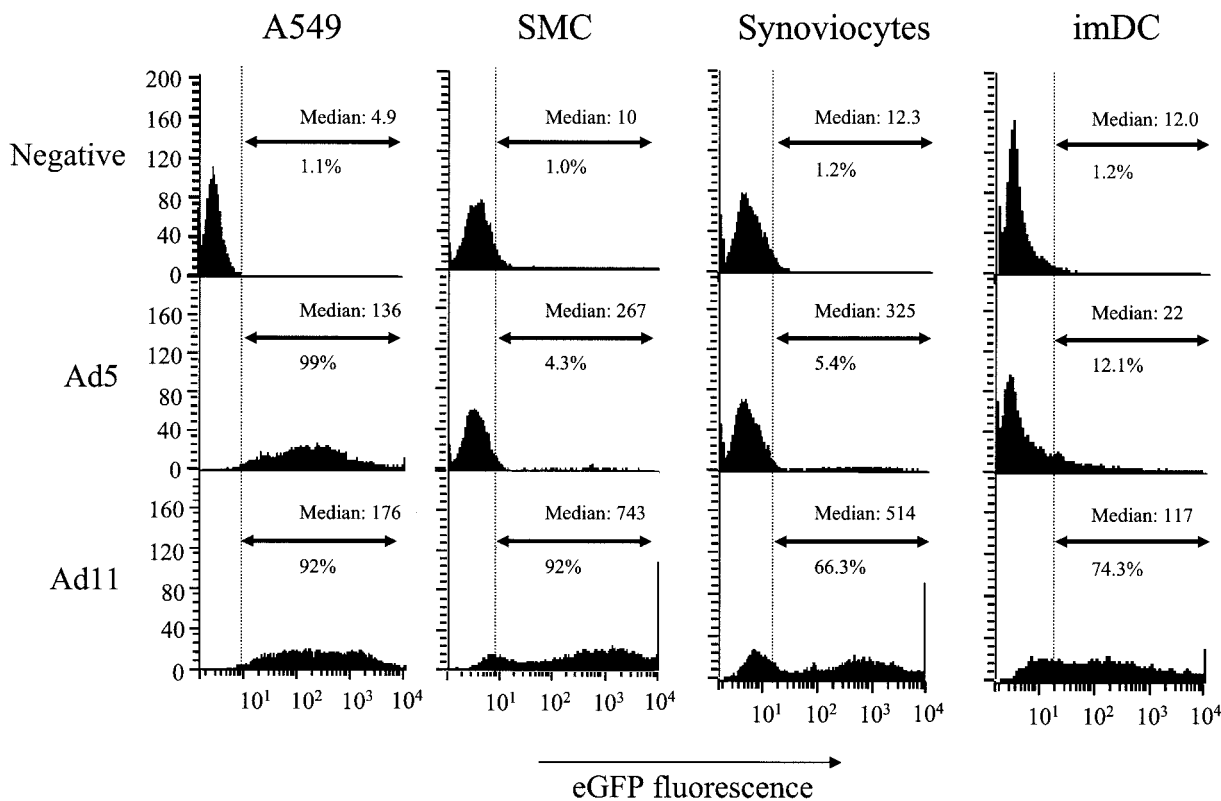 A549 SMC Synoviocytes imDC
200
160
120
80
40
0
Negative
Median: 4.9
1.1%
Median: 10
1.0%
Median: 12.3
1.2%
Median: 12.0
1.2%
160
120
80
40
0
Ad5
Median: 136
99%
Median: 267
4.3%
Median: 325
5.4%
Median: 22
12.1%
160
120
80
40
0
Ad11
Median: 176
92%
Median: 743
92%
Median: 514
66.3%
Median: 117
74.3%
10¹ 10² 10³ 10⁴
10¹ 10² 10³ 10⁴
10¹ 10² 10³ 10⁴
10¹ 10² 10³ 10⁴
eGFP fluorescence